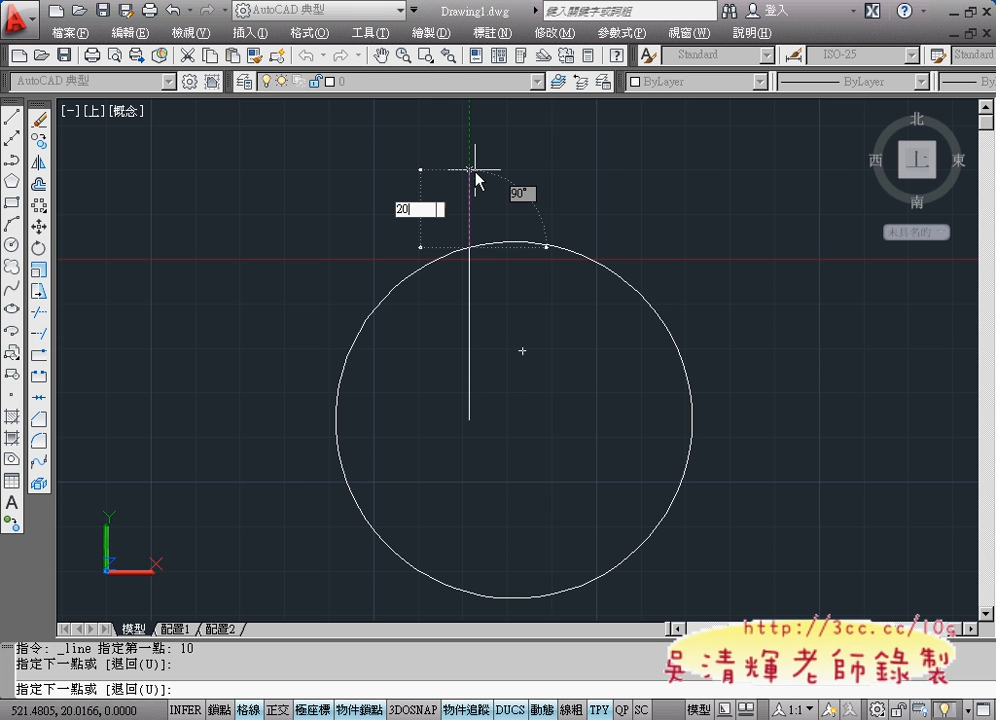 AutoCAD 典型
Drawing1.dwg
鍵入關鍵字或詞組
登入
檔案(F)
編輯(E)
檢視(V)
插入(I)
格式(O)
工具(T)
繪製(D)
標註(N)
修改(M)
參數式(P)
視窗(W)
說明(H)
Standard
ISO-25
Standard
AutoCAD 典型
0
ByLayer
ByLayer
[−][上][概念]
北
西
上
東
南
未具名的
20
90°
Y
Z
X
模型
配置1
配置2
http://3cc.cc/10g
吳清輝老師錄製
指令: _line 指定第一點: 10
指定下一點或 [退回(U)]:
指定下一點或 [退回(U)]:
521.4805, 20.0166, 0.0000
INFER 鎖點 格線 正交 極座標 物件鎖點 3DOSNAP 物件追蹤 DUCS 動態 線粗 TPY QP SC
模型
1:1